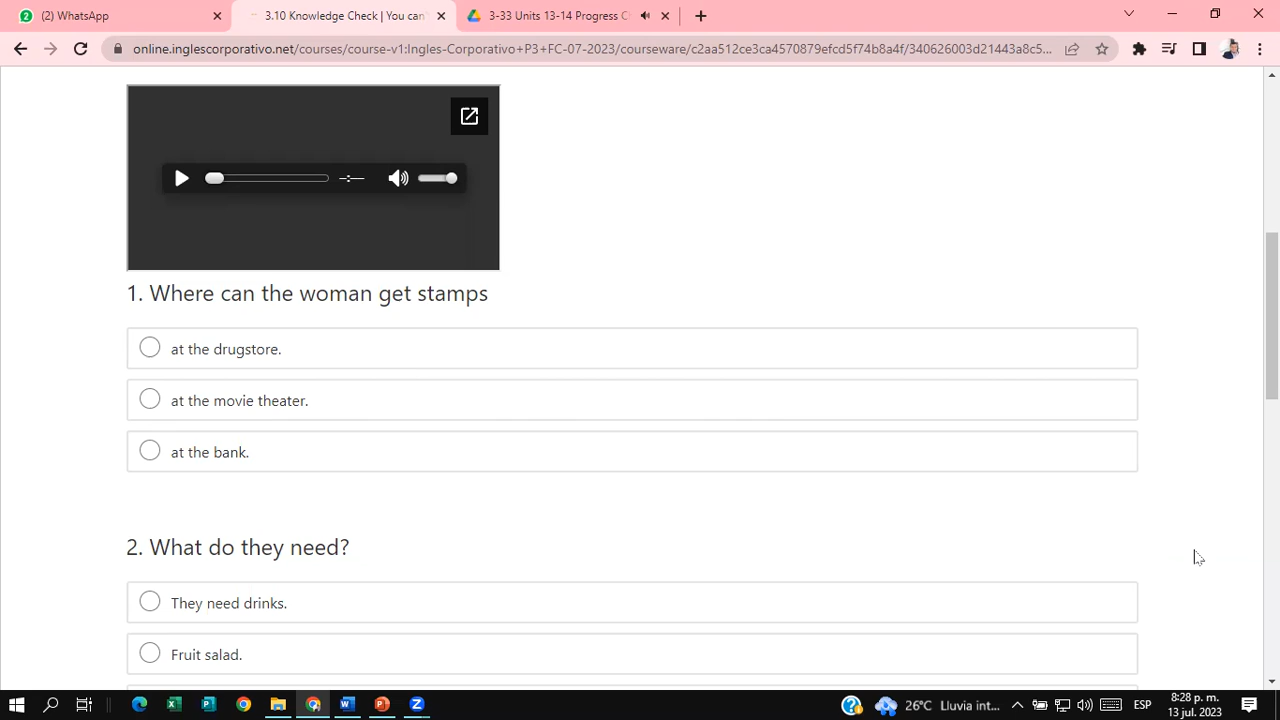 2 (2) WhatsApp
3.10 Knowledge Check | You can'
3-33 Units 13-14 Progress C
online.inglescorporativo.net/courses/course-v1:Ingles-Corporativo+P3+FC-07-2023/courseware/c2aa512ce3ca4570879efcd5f74b8a4f/340626003d21443a8c5...
-:--
1. Where can the woman get stamps
at the drugstore.
at the movie theater.
at the bank.
2. What do they need?
They need drinks.
Fruit salad.
26°C Lluvia int...
ESP
8:28 p. m.
13 jul. 2023